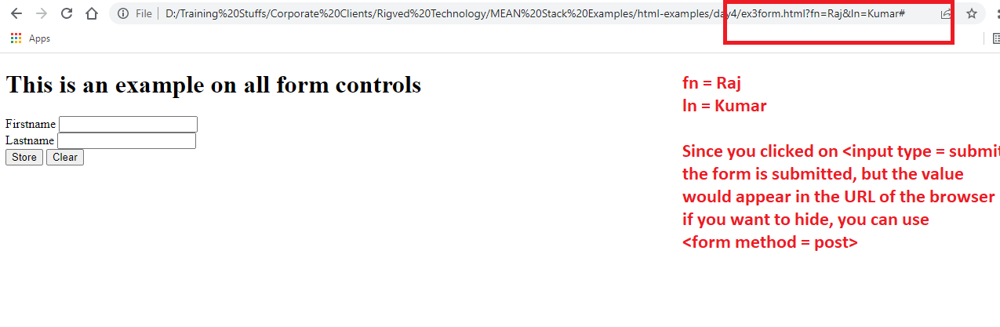 File D:/Training%20Stuffs/Corporate%20Clients/Rigved%20Technology/MEAN%20Stack%20Examples/html-examples/day4/ex3form.html?fn=Raj&ln=Kumar#
Apps
This is an example on all form controls
Firstname
Lastname
Store Clear
fn = Raj
ln = Kumar
Since you clicked on <input type = submit
the form is submitted, but the value
would appear in the URL of the browser
if you want to hide, you can use
<form method = post>